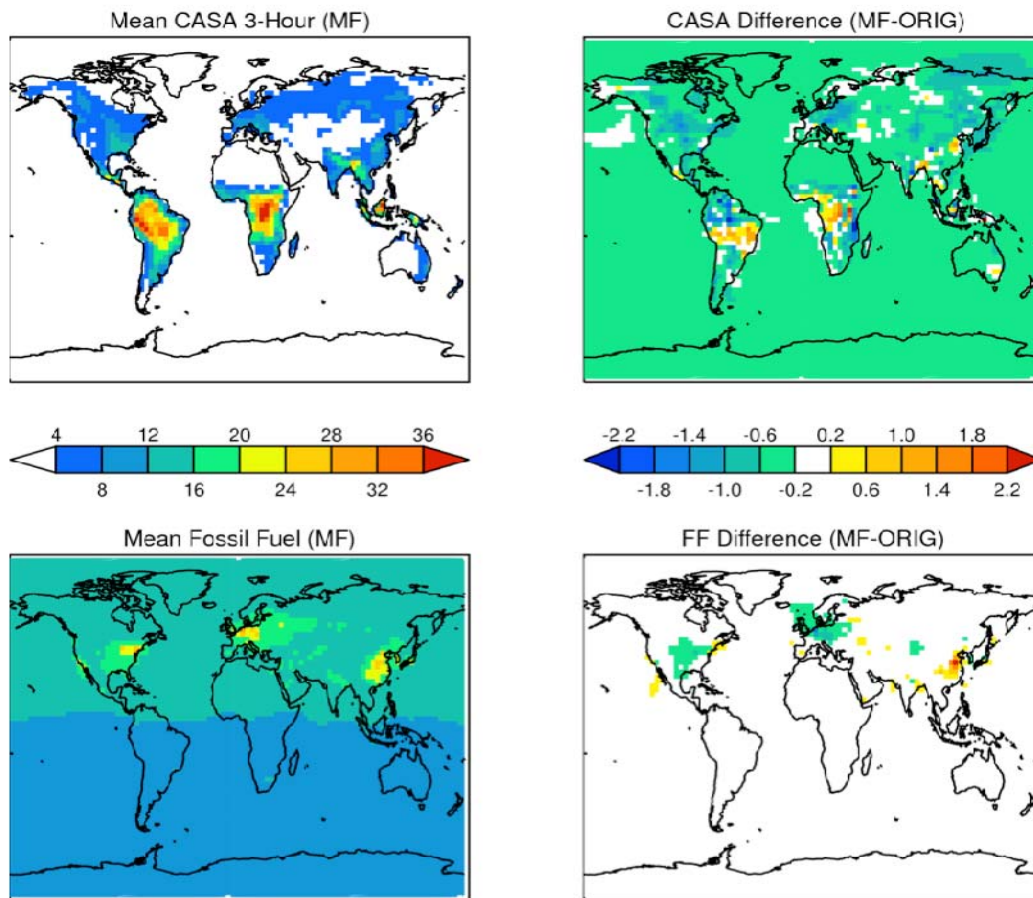 Mean CASA 3-Hour (MF)
CASA Difference (MF-ORIG)
4 12 20 28 36
8 16 24 32
-2.2 -1.4 -0.6 0.2 1.0 1.8
-1.8 -1.0 -0.2 0.6 1.4 2.2
Mean Fossil Fuel (MF)
FF Difference (MF-ORIG)